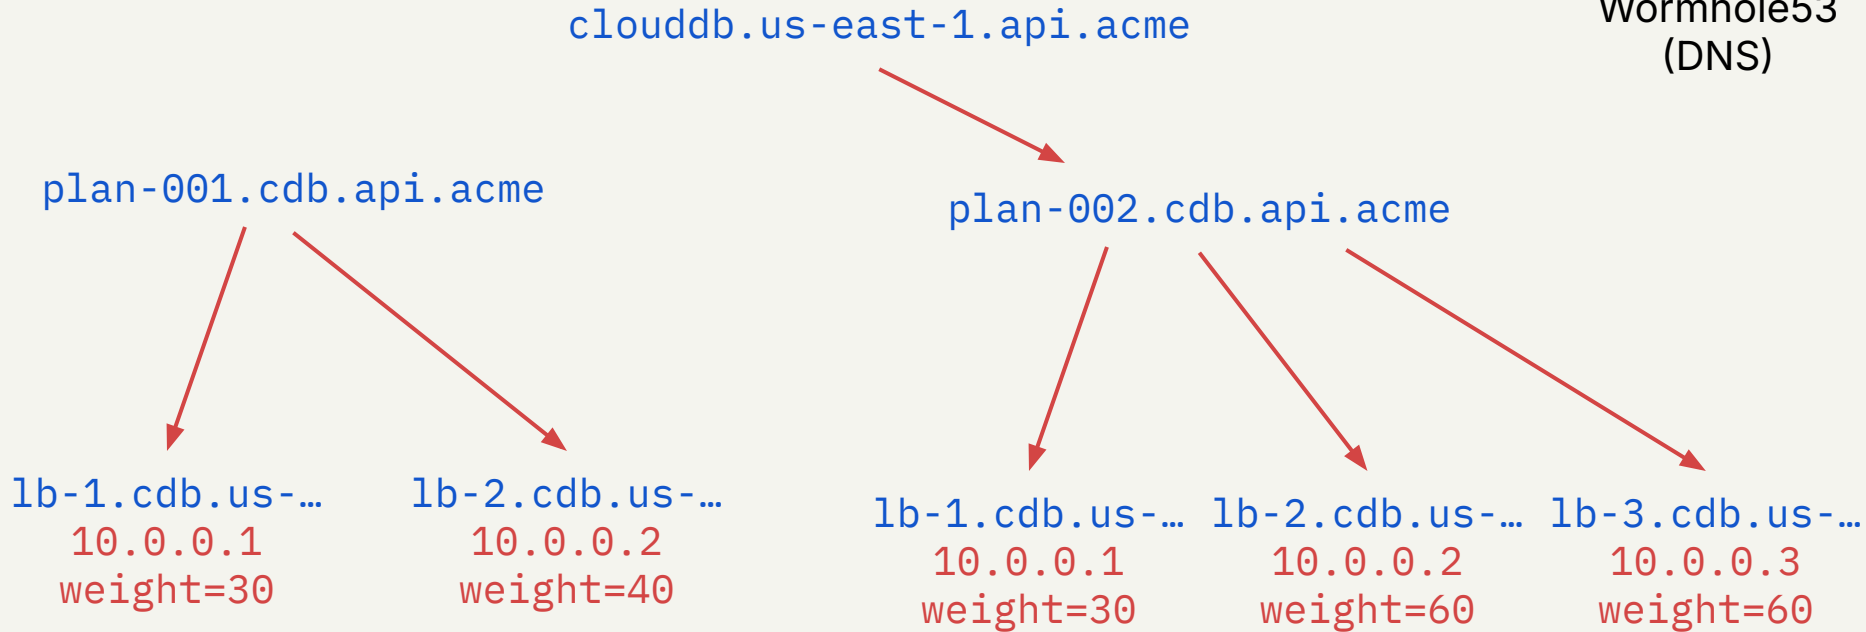 clouddb.us-east-1.api.acme
Wormhole53
(DNS)
plan-001.cdb.api.acme
plan-002.cdb.api.acme
lb-1.cdb.us-…
10.0.0.1
weight=30
lb-2.cdb.us-…
10.0.0.2
weight=40
lb-1.cdb.us-…
10.0.0.1
weight=30
lb-2.cdb.us-…
10.0.0.2
weight=60
lb-3.cdb.us-…
10.0.0.3
weight=60